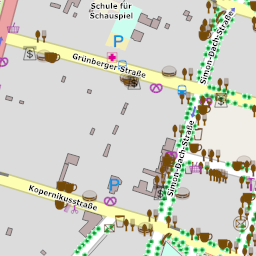 Schule für
Schauspiel
P
Grünberger Straße
Simon-Dach-Straße
Simon-Dach-Straße
P
Kopernikusstraße